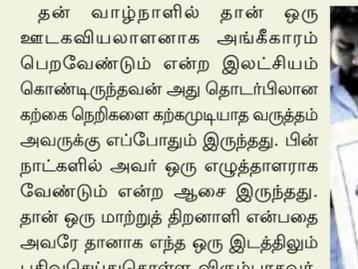 தன் வாழ்நாளில் தான் ஒரு
ஊடகவியலாளனாக அங்கீகாரம்
பெறவேண்டும் என்ற இலட்சியம்
கொண்டிருந்தவன் அது தொடர்பிலான
கற்கை நெறிகளை கற்கமுடியாத வருத்தம்
அவருக்கு எப்போதும் இருந்தது. பின்
நாட்களில் அவர் ஒரு எழுத்தாளராக
வேண்டும் என்ற ஆசை இருந்தது.
தான் ஒரு மாற்றுத் திறனாளி என்பதை
அவரே தானாக எந்த ஒரு இடத்திலும்
பதிவுசெய்துகொள்ள விரும்பாதவர்.